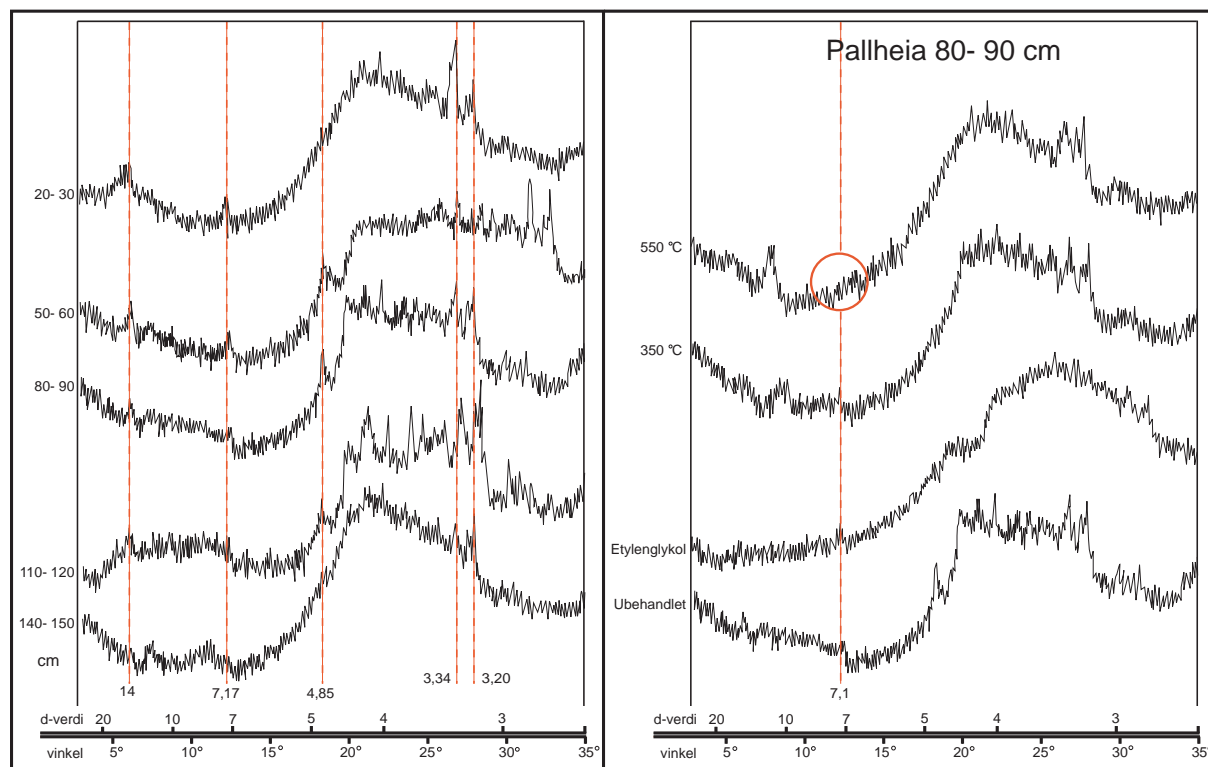 20- 30
50- 60
80- 90
110- 120
140- 150
cm
14 7,17 4,85 3,34 3,20
d-verdi 20 10 7 5 4 3
vinkel 5° 10° 15° 20° 25° 30° 35°
Pallheia 80- 90 cm
550 °C
350 °C
Etylenglykol
Ubehandlet
7,1
d-verdi 20 10 7 5 4 3
vinkel 5° 10° 15° 20° 25° 30° 35°